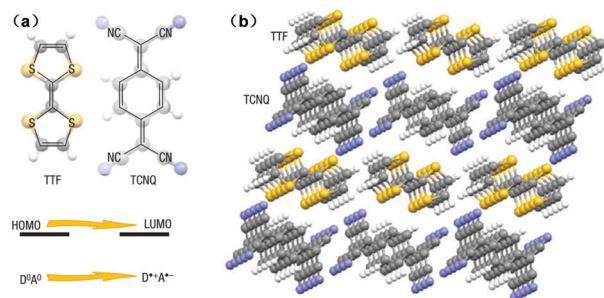 (a)
NC CN
S S
S S
NC CN
TTF TCNQ
HOMO LUMO
D⁰A⁰ D•⁺A•⁻
(b)
TTF
TCNQ